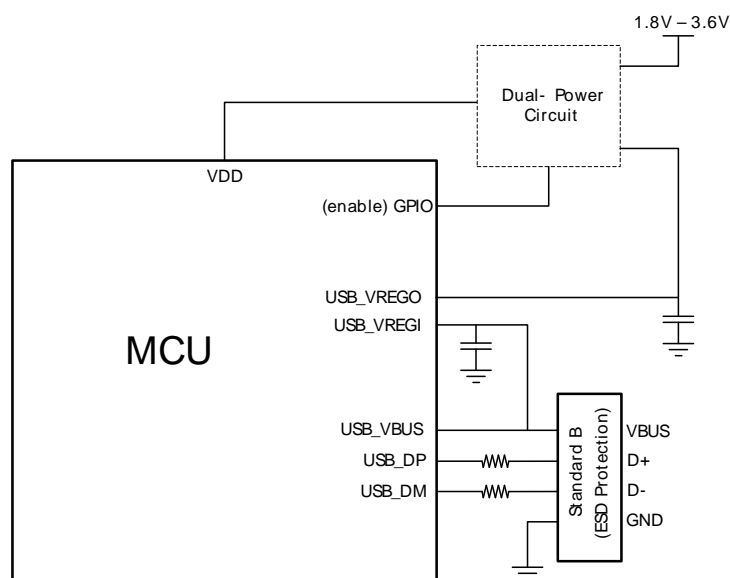 1.8V – 3.6V
Dual- Power
Circuit
VDD
(enable) GPIO
USB_VREGO
USB_VREGI
MCU
USB_VBUS
USB_DP
USB_DM
Standard B
(ESD Protection)
VBUS
D+
D-
GND